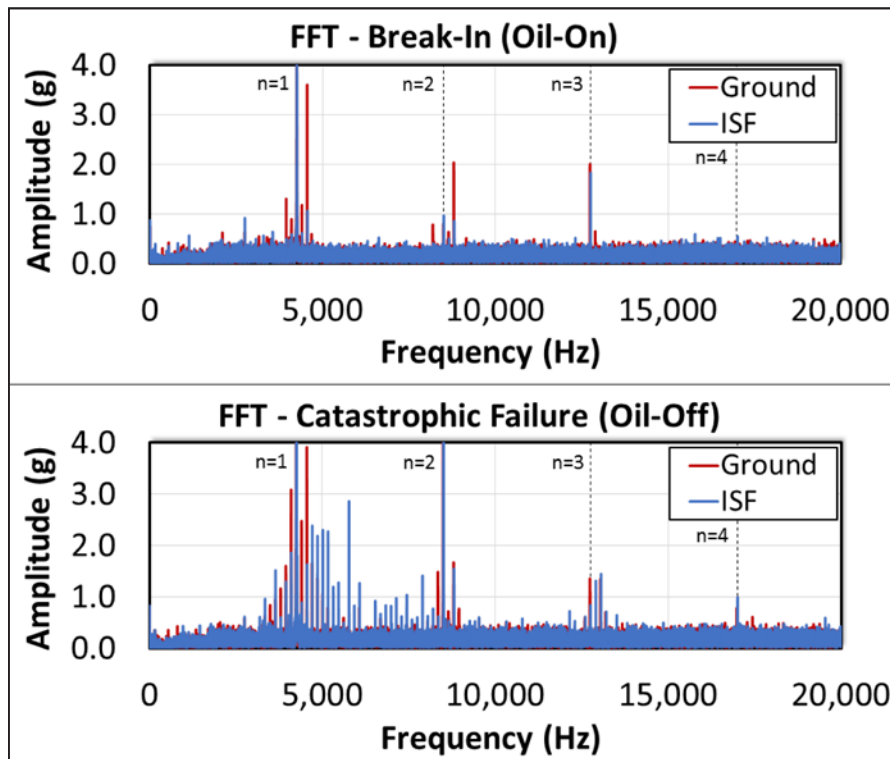 FFT - Break-In (Oil-On)
4.0
3.0
2.0
1.0
0.0
Amplitude (g)
n=1
n=2
n=3
n=4
Ground
ISF
0
5,000
10,000
15,000
20,000
Frequency (Hz)
FFT - Catastrophic Failure (Oil-Off)
4.0
3.0
2.0
1.0
0.0
Amplitude (g)
n=1
n=2
n=3
n=4
Ground
ISF
0
5,000
10,000
15,000
20,000
Frequency (Hz)